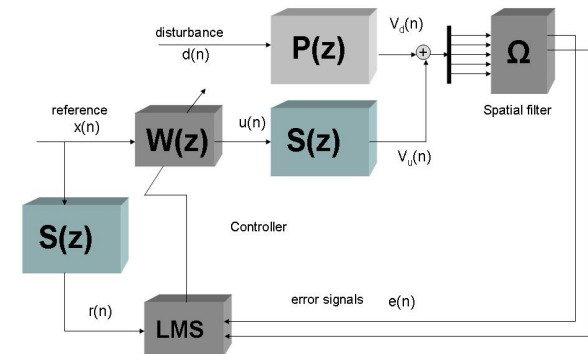 disturbance
d(n)
P(z)
V_d(n)
+
Ω
Spatial filter
reference
x(n)
W(z)
u(n)
S(z)
V_u(n)
S(z)
Controller
r(n)
LMS
error signals e(n)